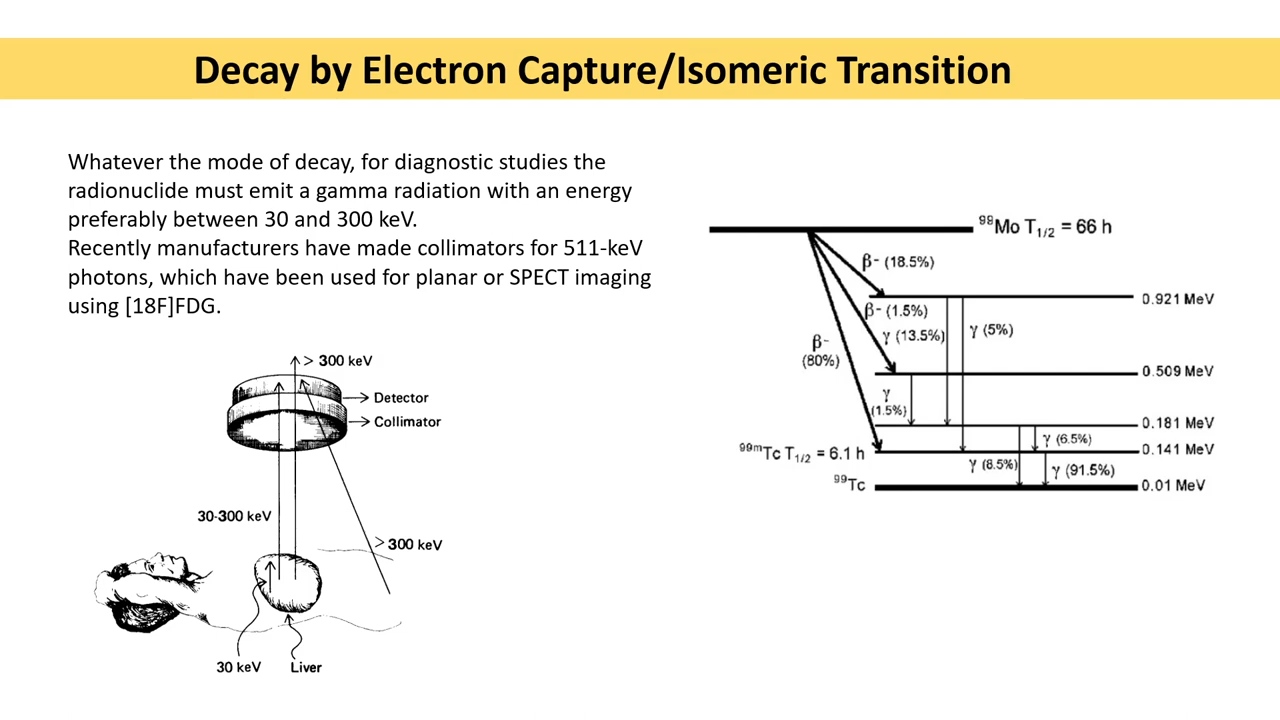 Decay by Electron Capture/Isomeric Transition
Whatever the mode of decay, for diagnostic studies the
radionuclide must emit a gamma radiation with an energy
preferably between 30 and 300 keV.
Recently manufacturers have made collimators for 511-keV
photons, which have been used for planar or SPECT imaging
using [18F]FDG.
> 300 keV
Detector
Collimator
30-300 keV
> 300 keV
30 keV
Liver
⁹⁹Mo T₁/₂ = 66 h
β- (18.5%)
0.921 MeV
β- (1.5%)
γ (13.5%)
γ (5%)
β-
(80%)
0.509 MeV
γ
(1.5%)
0.181 MeV
γ (6.5%)
⁹⁹ᵐTc T₁/₂ = 6.1 h
0.141 MeV
γ (8.5%)
γ (91.5%)
⁹⁹Tc
0.01 MeV